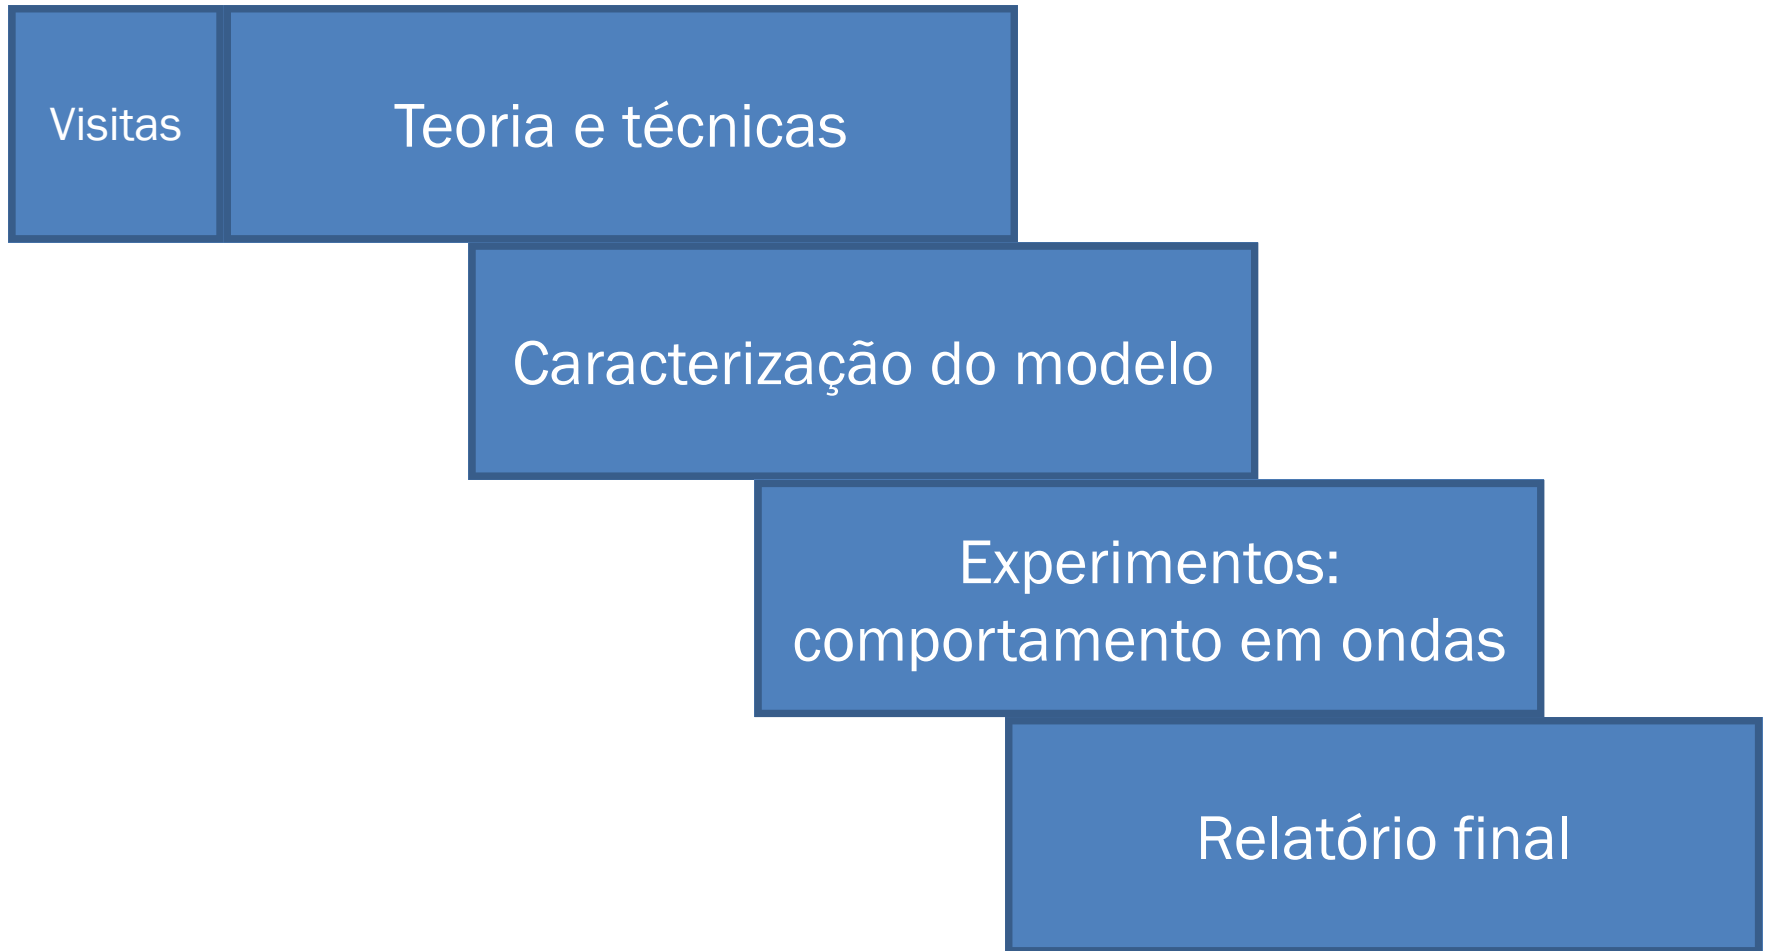 Visitas
Teoria e técnicas
Caracterização do modelo
Experimentos:
comportamento em ondas
Relatório final